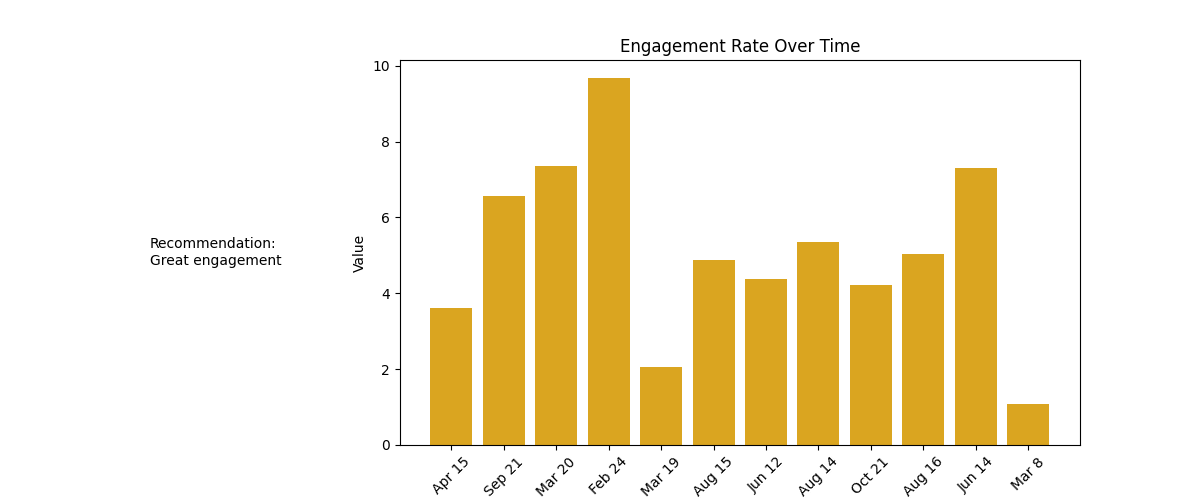 Engagement Rate Over Time
Recommendation:
Great engagement
Value
10
8
6
4
2
0
Apr 15
Sep 21
Mar 20
Feb 24
Mar 19
Aug 15
Jun 12
Aug 14
Oct 21
Aug 16
Jun 14
Mar 8